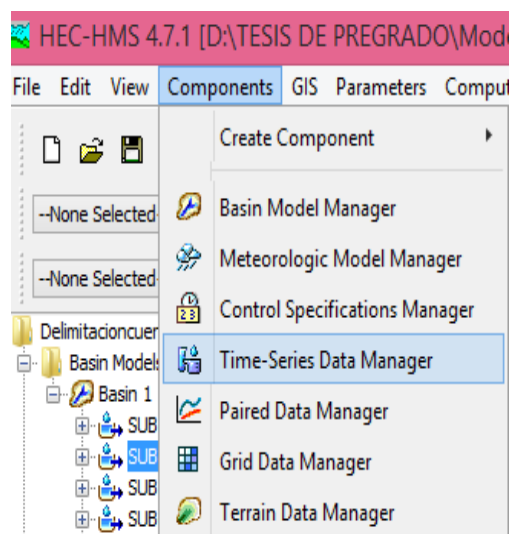 HEC-HMS 4.7.1 [D:\TESIS DE PREGRADO\Mode
File Edit View Components GIS Parameters Comput
Create Component
--None Selected-
Basin Model Manager
Meteorologic Model Manager
--None Selected-
Control Specifications Manager
Delimitacioncuer
Time-Series Data Manager
Basin Models
Basin 1
Paired Data Manager
SUB
SUB
Grid Data Manager
SUB
SUB
Terrain Data Manager